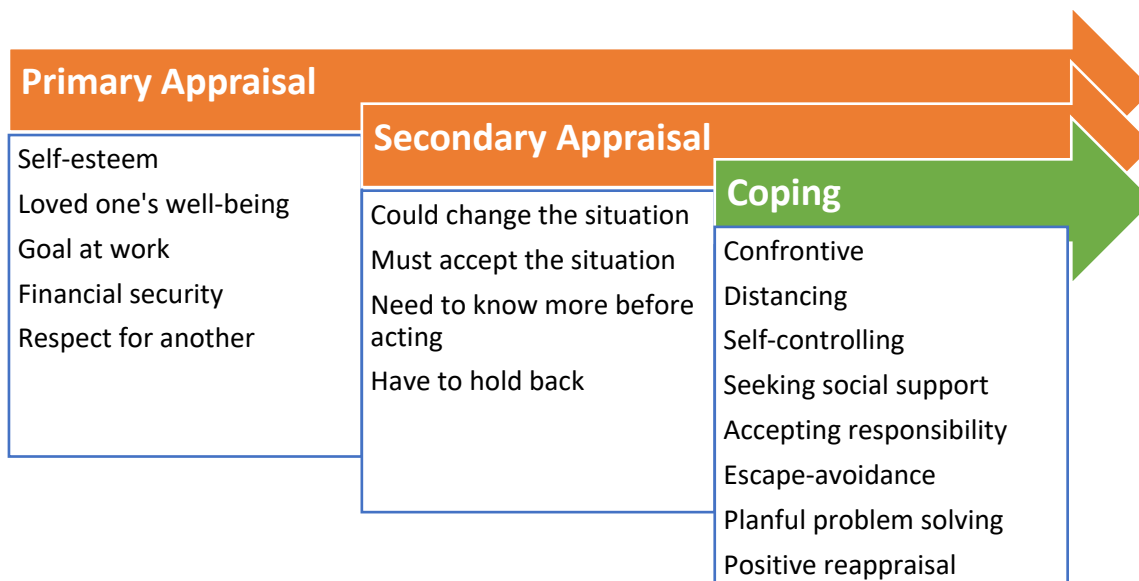 Primary Appraisal
Self-esteem
Loved one's well-being
Goal at work
Financial security
Respect for another
Secondary Appraisal
Could change the situation
Must accept the situation
Need to know more before
acting
Have to hold back
Coping
Confrontive
Distancing
Self-controlling
Seeking social support
Accepting responsibility
Escape-avoidance
Planful problem solving
Positive reappraisal